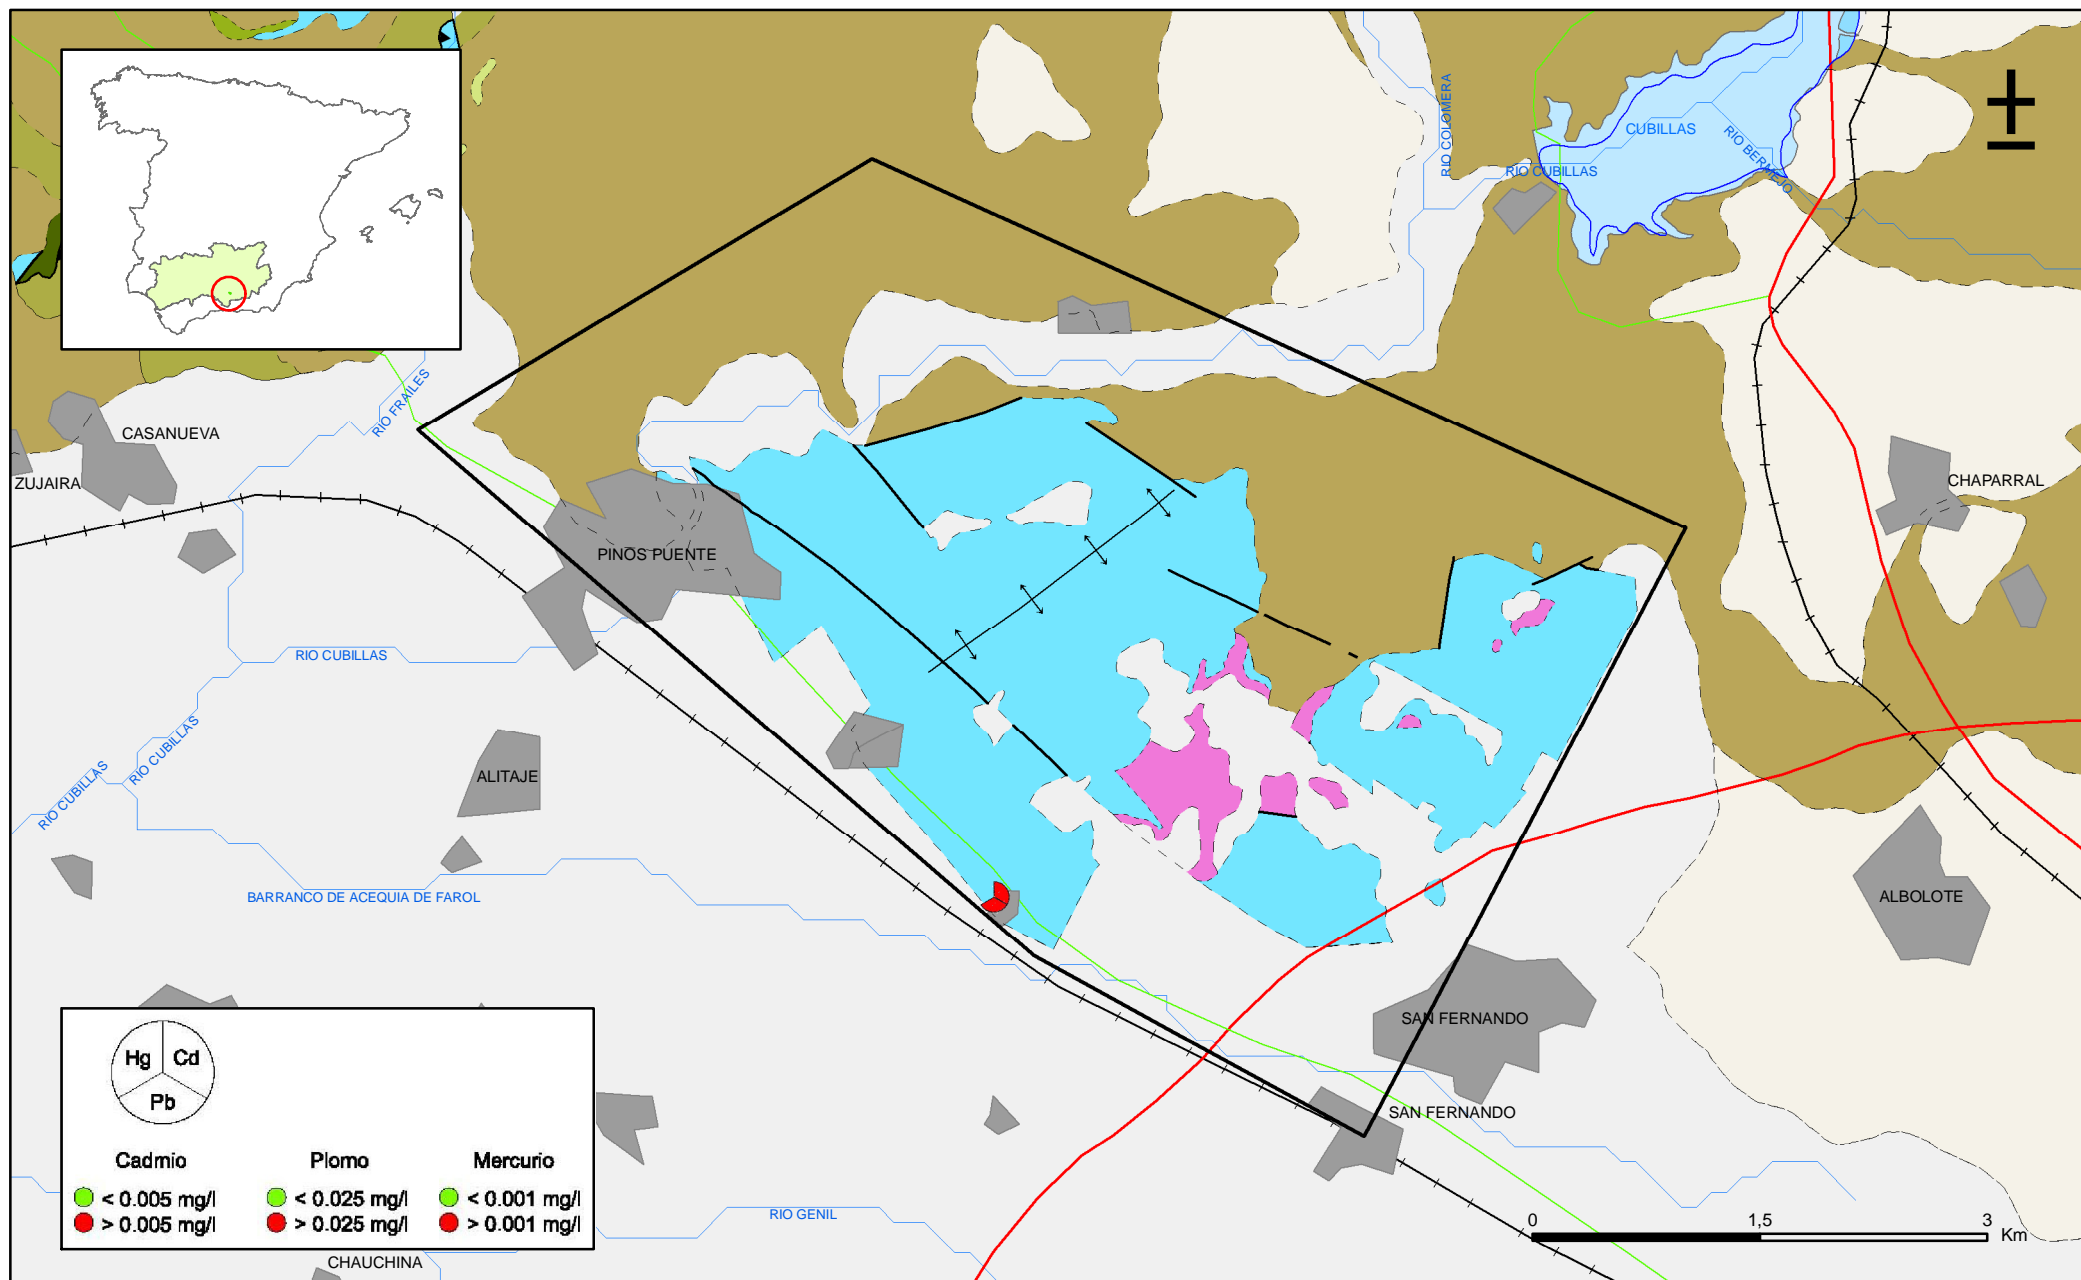 RIO COLOMERA
CUBILLAS
RIO BERMEJO
RIO CUBILLAS
±
RIO FRAILES
CASANUEVA
ZUJAIRA
CHAPARRAL
PINOS PUENTE
RIO CUBILLAS
RIO CUBILLAS
RIO CUBILLAS
ALITAJE
BARRANCO DE ACEQUIA DE FAROL
ALBOLOTE
SAN FERNANDO
SAN FERNANDO
Hg Cd
Pb
Cadmio Plomo Mercurio
< 0.005 mg/l < 0.025 mg/l < 0.001 mg/l
> 0.005 mg/l > 0.025 mg/l > 0.001 mg/l
RIO GENIL
0 1,5 3
Km
CHAUCHINA